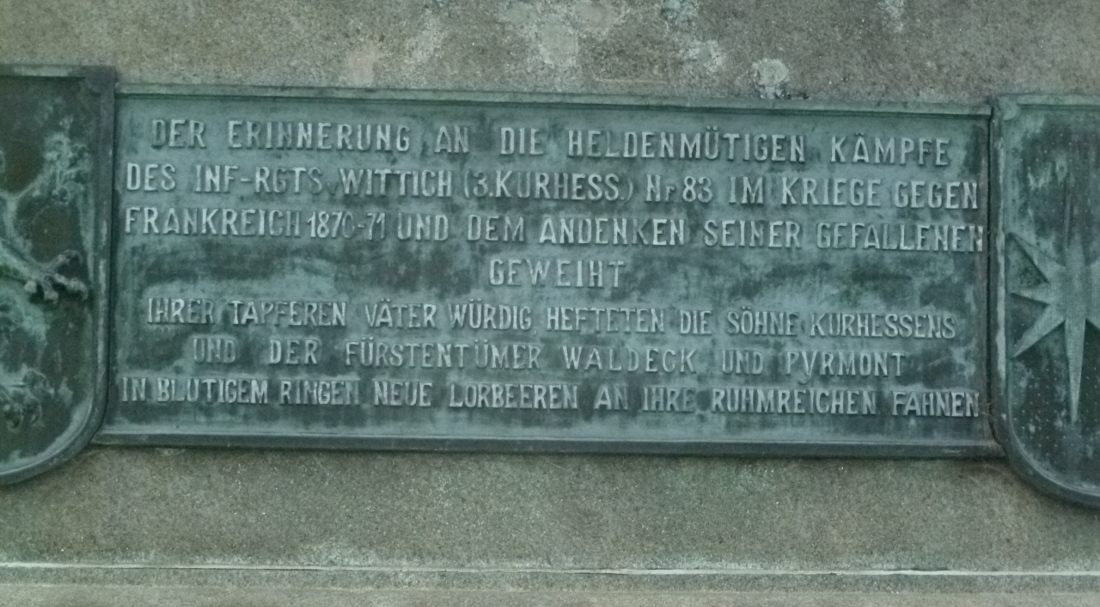 DER ERINNERUNG AN DIE HELDENMÜTIGEN KÄMPFE
DES INF-RGTS. WITTICH (3. KURHESS.) Nr 83 IM KRIEGE GEGEN
FRANKREICH 1870-71 UND DEM ANDENKEN SEINER GEFALLENEN
GEWEIHT
IHRER TAPFEREN VÄTER WÜRDIG HEFTETEN DIE SÖHNE KURHESSENS
UND DER FÜRSTENTÜMER WALDECK UND PYRMONT
IN BLUTIGEM RINGEN NEUE LORBEEREN AN IHRE RUHMREICHEN FAHNEN